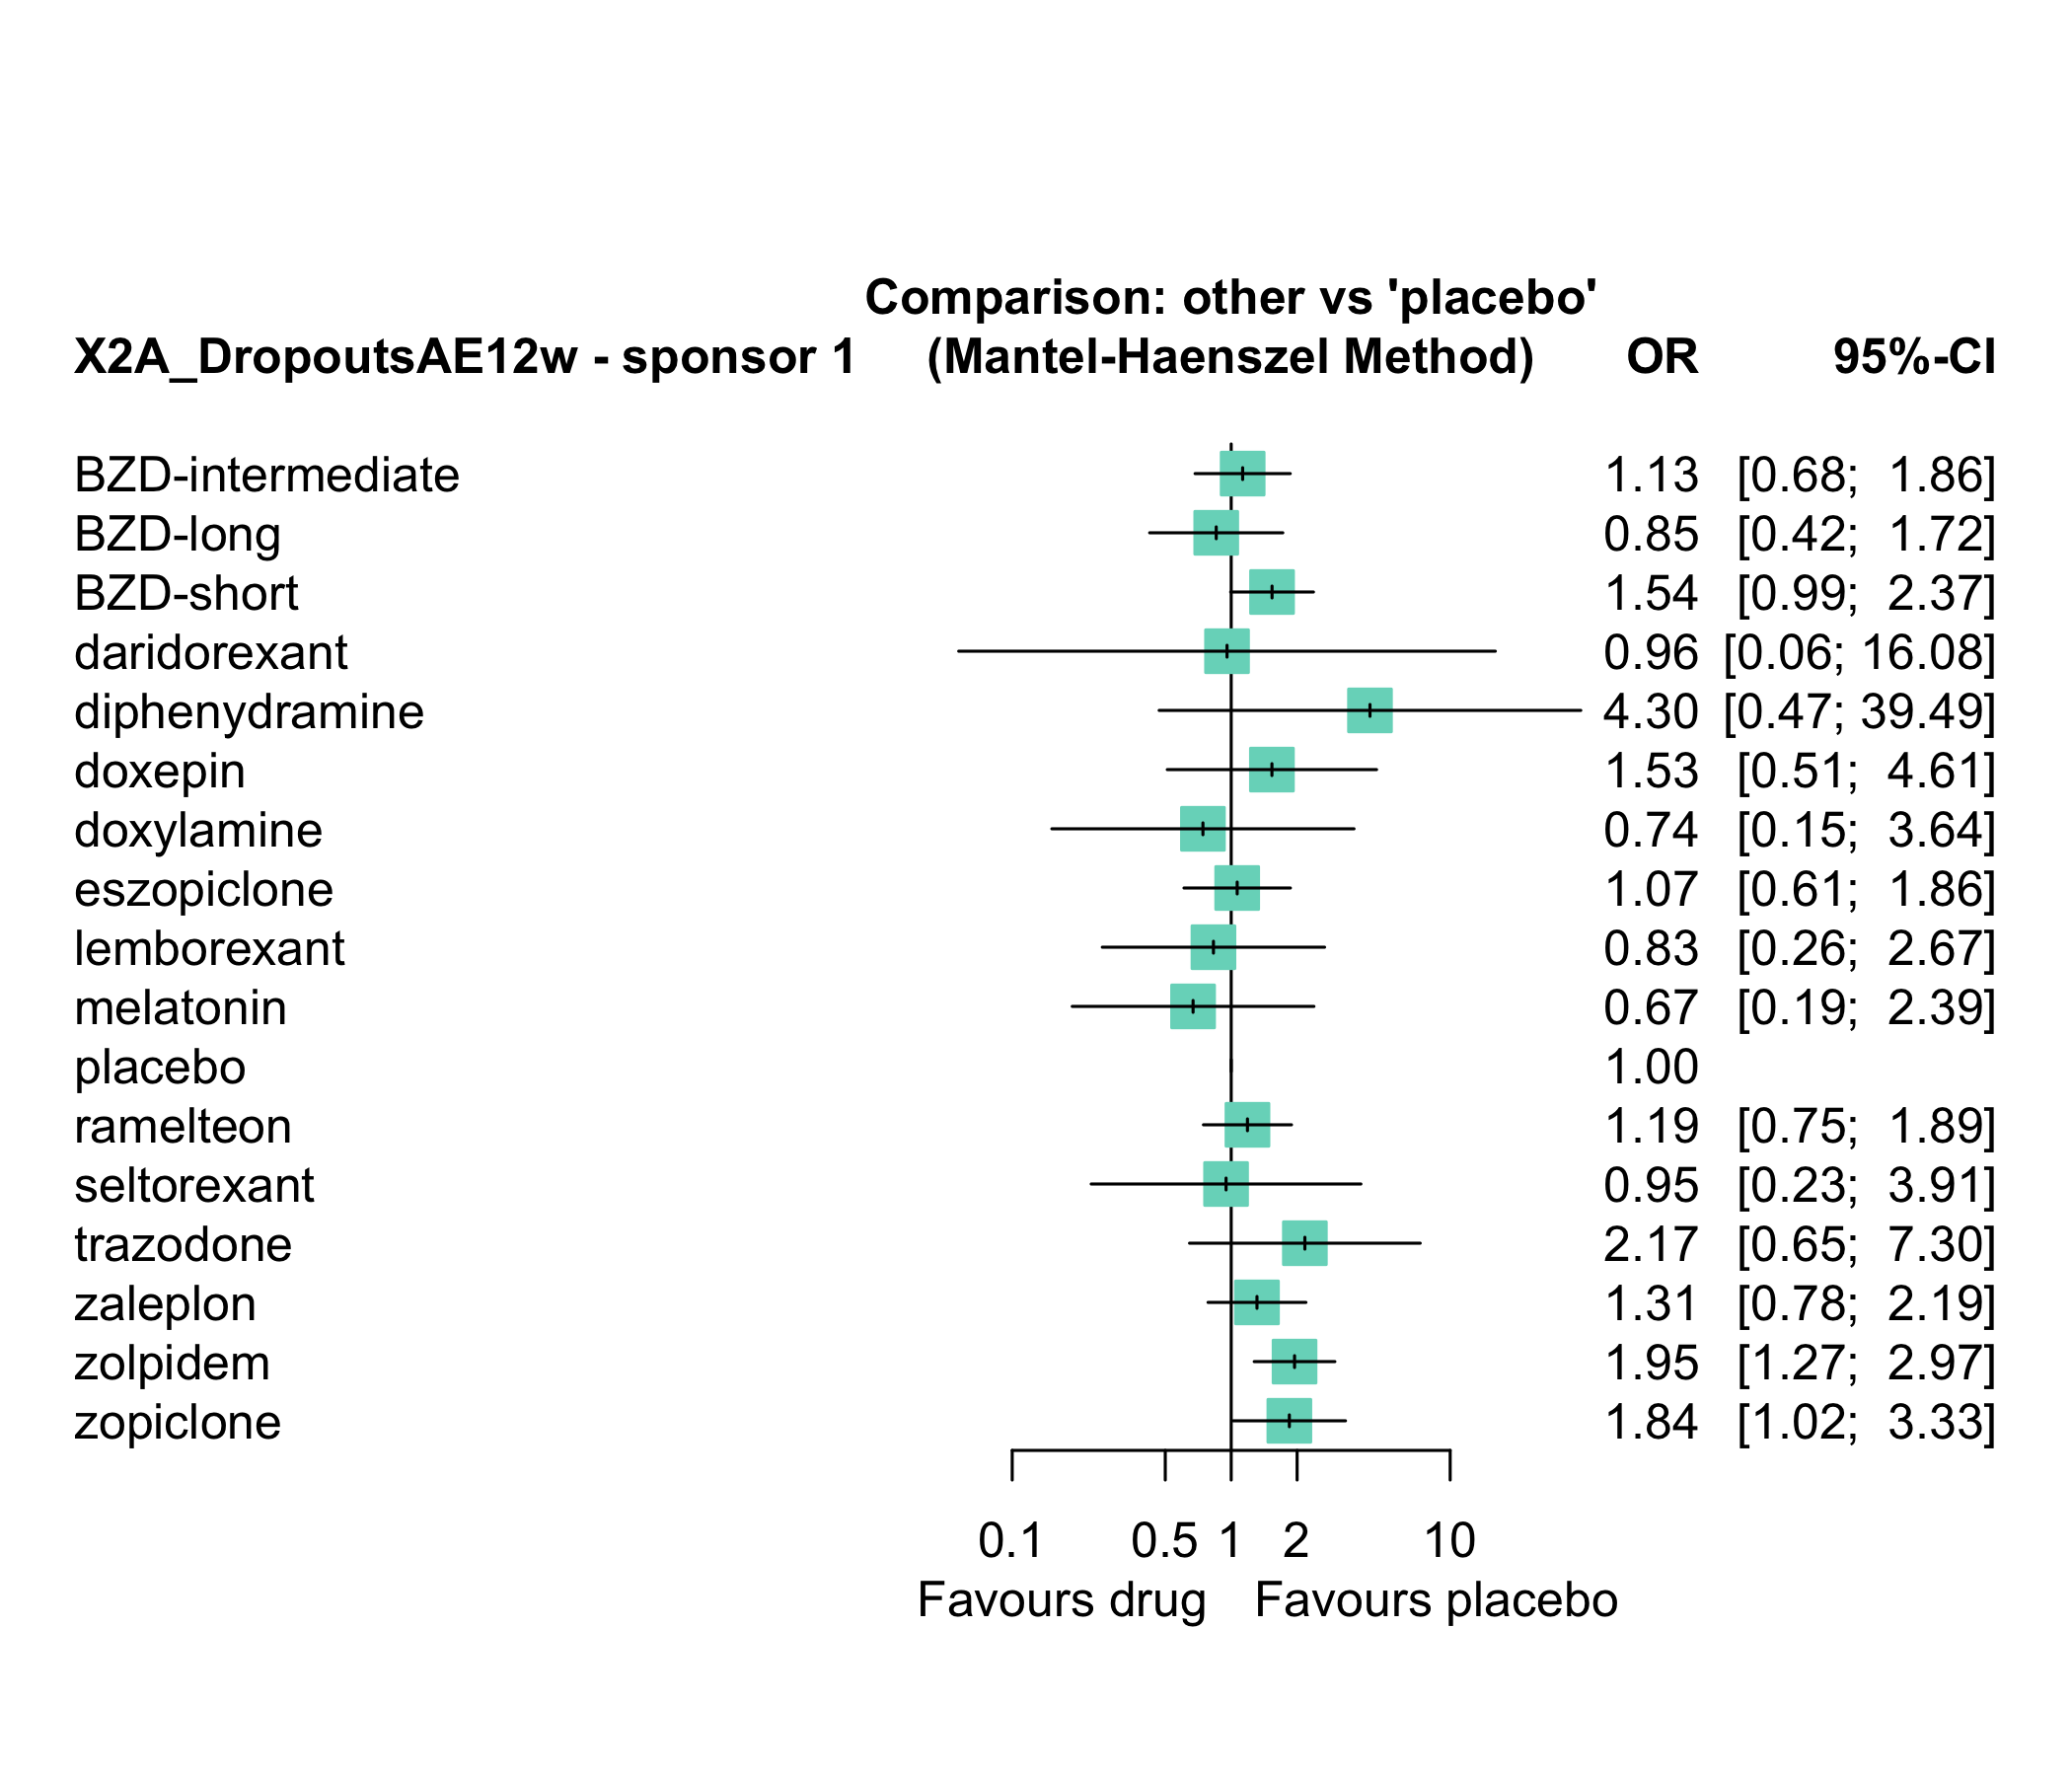 Comparison: other vs 'placebo'
X2A_DropoutsAE12w - sponsor 1 (Mantel-Haenszel Method) OR 95%-CI
BZD-intermediate 1.13 [0.68; 1.86]
BZD-long 0.85 [0.42; 1.72]
BZD-short 1.54 [0.99; 2.37]
daridorexant 0.96 [0.06; 16.08]
diphenydramine 4.30 [0.47; 39.49]
doxepin 1.53 [0.51; 4.61]
doxylamine 0.74 [0.15; 3.64]
eszopiclone 1.07 [0.61; 1.86]
lemborexant 0.83 [0.26; 2.67]
melatonin 0.67 [0.19; 2.39]
placebo 1.00
ramelteon 1.19 [0.75; 1.89]
seltorexant 0.95 [0.23; 3.91]
trazodone 2.17 [0.65; 7.30]
zaleplon 1.31 [0.78; 2.19]
zolpidem 1.95 [1.27; 2.97]
zopiclone 1.84 [1.02; 3.33]
0.1 0.5 1 2 10
Favours drug Favours placebo